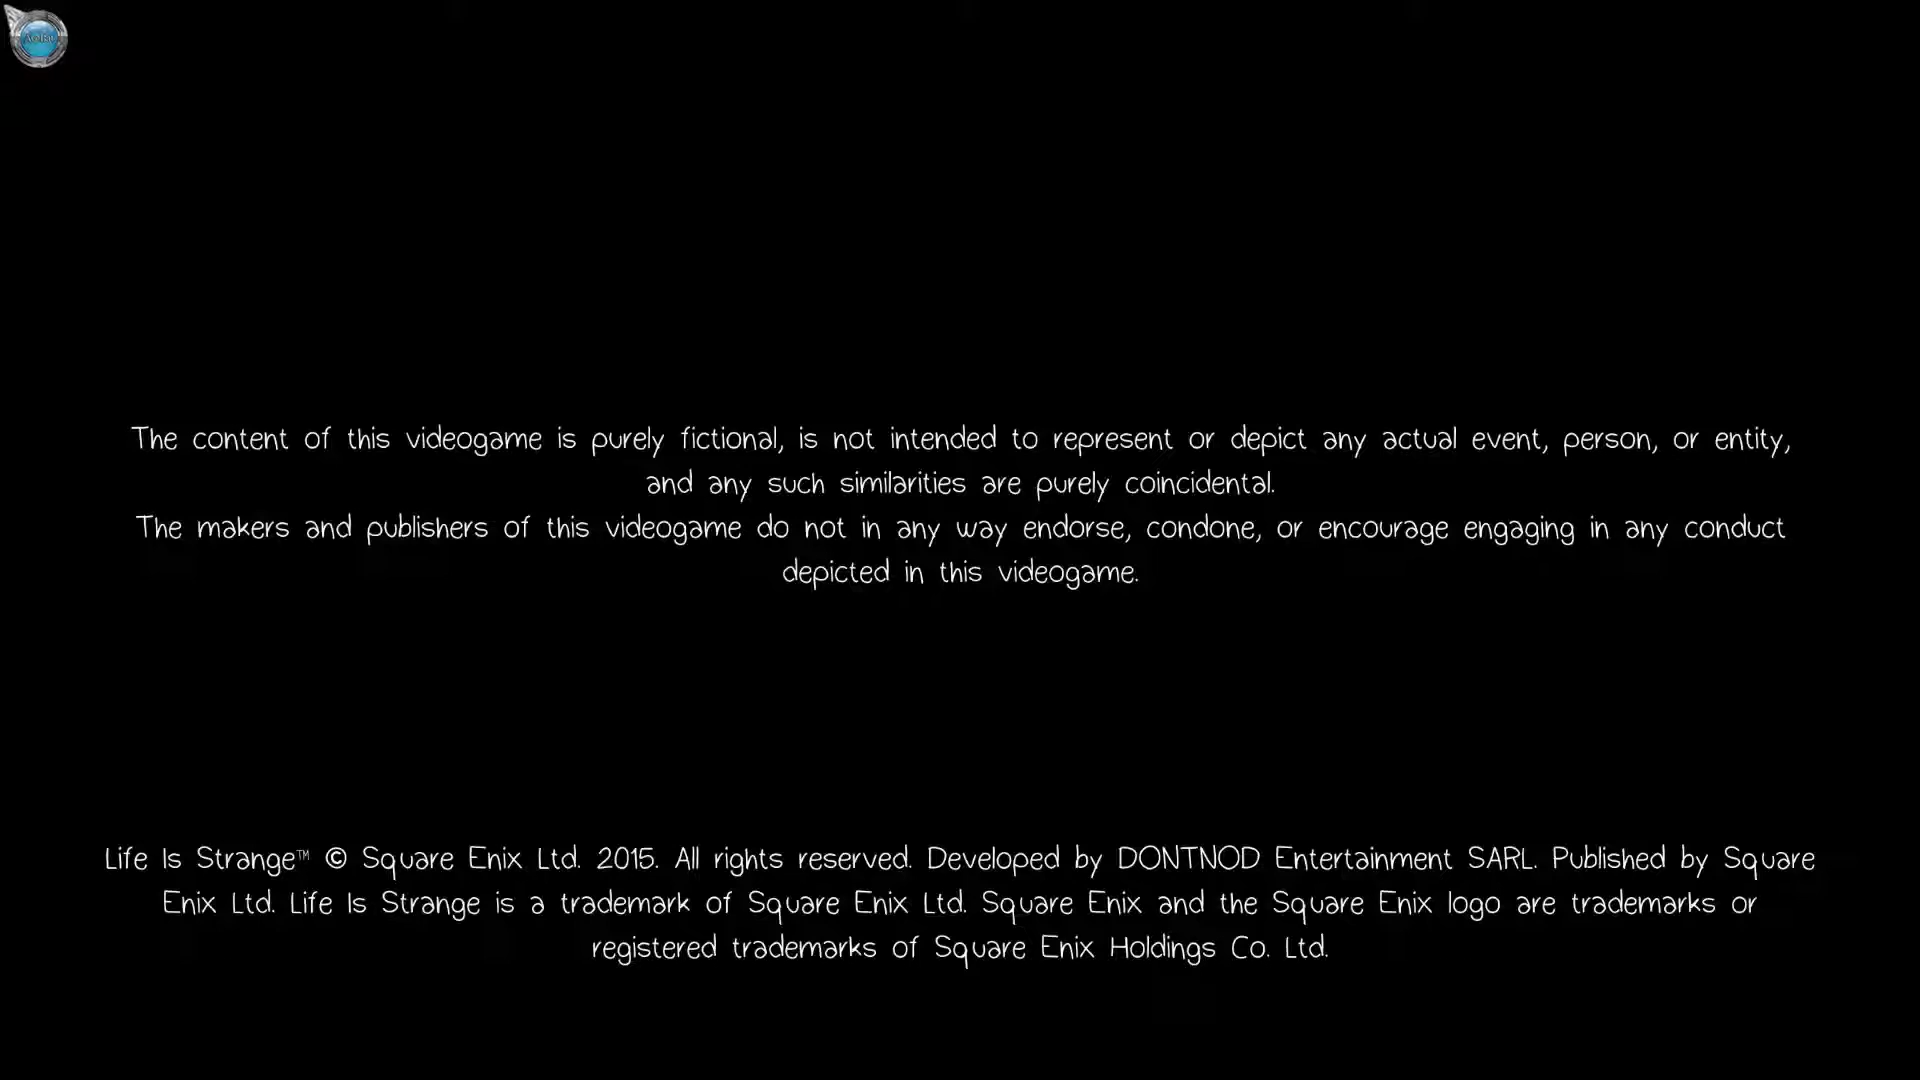 The content of this videogame is purely fictional, is not intended to represent or depict any actual event, person, or entity,
and any such similarities are purely coincidental.
The makers and publishers of this videogame do not in any way endorse, condone, or encourage engaging in any conduct
depicted in this videogame.
Life Is Strange™ © Square Enix Ltd. 2015. All rights reserved. Developed by DONTNOD Entertainment SARL. Published by Square
Enix Ltd. Life Is Strange is a trademark of Square Enix Ltd. Square Enix and the Square Enix logo are trademarks or
registered trademarks of Square Enix Holdings Co. Ltd.